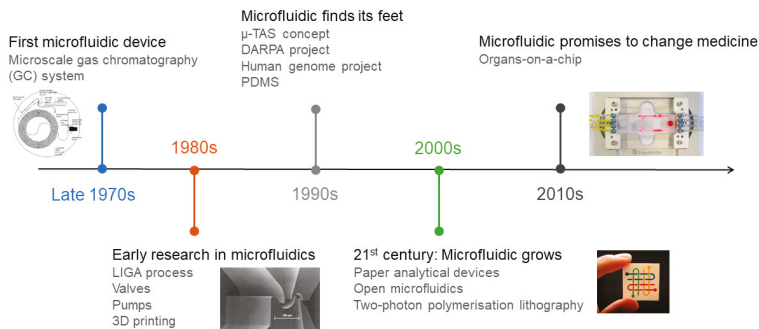 First microfluidic device
Microscale gas chromatography
(GC) system
Late 1970s
1980s
Early research in microfluidics
LIGA process
Valves
Pumps
3D printing
Microfluidic finds its feet
μ-TAS concept
DARPA project
Human genome project
PDMS
1990s
2000s
21st century: Microfluidic grows
Paper analytical devices
Open microfluidics
Two-photon polymerisation lithography
Microfluidic promises to change medicine
Organs-on-a-chip
2010s